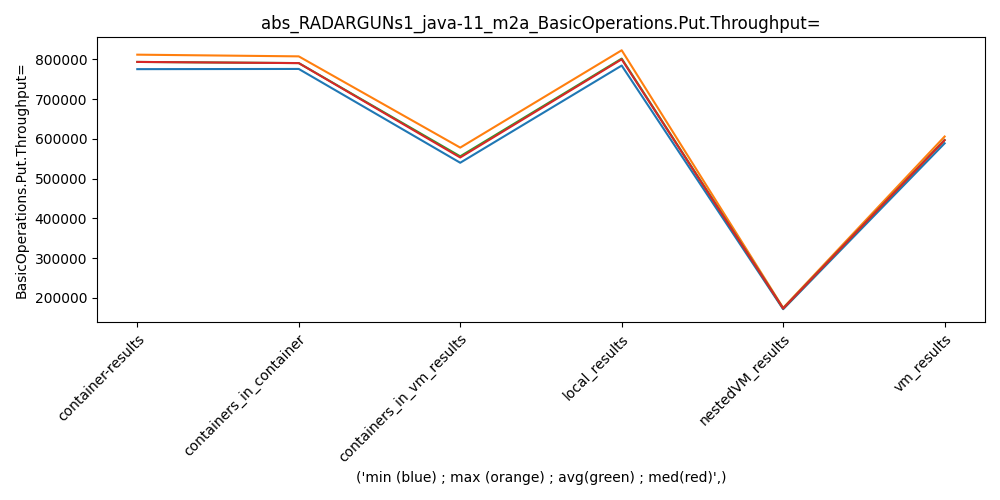 abs_RADARGUNs1_java-11_m2a_BasicOperations.Put.Throughput=
BasicOperations.Put.Throughput=
800000
700000
600000
500000
400000
300000
200000
container-results
containers_in_container
containers_in_vm_results
local_results
nestedVM_results
vm_results
('min (blue) ; max (orange) ; avg(green) ; med(red)',)